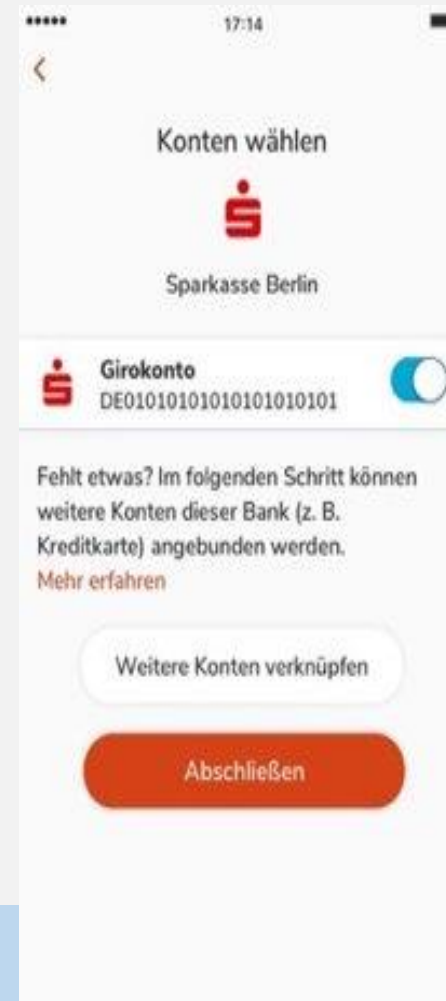 17:14
Konten wählen
Sparkasse Berlin
Girokonto
DE01010101010101010101
Fehlt etwas? Im folgenden Schritt können
weitere Konten dieser Bank (z. B.
Kreditkarte) angebunden werden.
Mehr erfahren
Weitere Konten verknüpfen
Abschließen